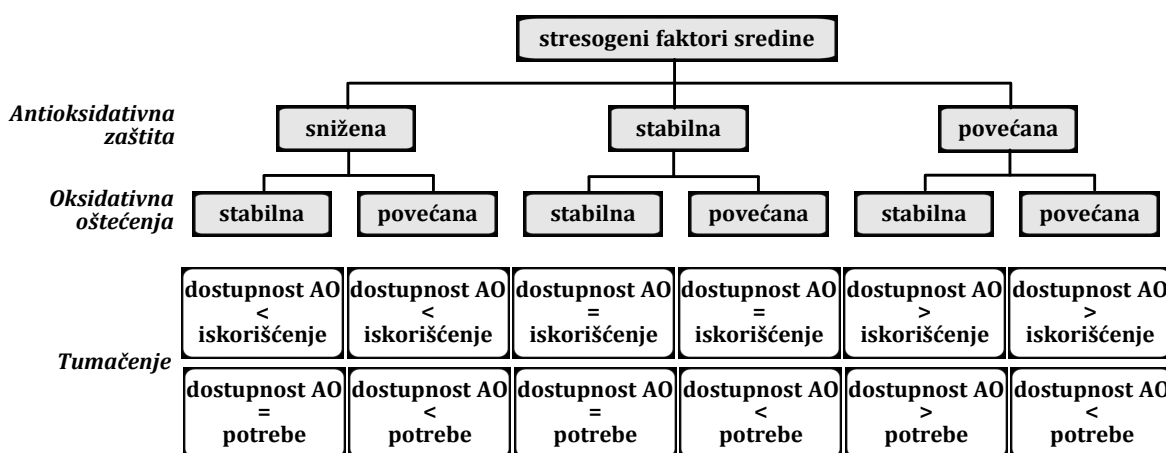 stresogeni faktori sredine
Antioksidativna
zaštita
snižena
stabilna
povećana
Oksidativna
oštećenja
stabilna
povećana
stabilna
povećana
stabilna
povećana
Tumačenje
dostupnost AO
<
iskorišćenje
dostupnost AO
<
iskorišćenje
dostupnost AO
=
iskorišćenje
dostupnost AO
=
iskorišćenje
dostupnost AO
>
iskorišćenje
dostupnost AO
>
iskorišćenje
dostupnost AO
=
potrebe
dostupnost AO
<
potrebe
dostupnost AO
=
potrebe
dostupnost AO
<
potrebe
dostupnost AO
>
potrebe
dostupnost AO
<
potrebe